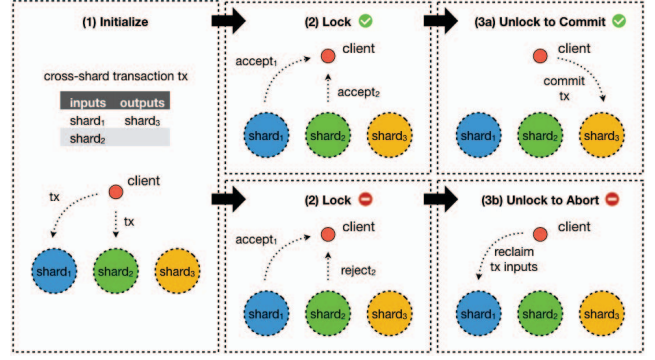 (1) Initialize
cross-shard transaction tx
inputs outputs
shard₁ shard₃
shard₂
client
tx
tx
shard₁ shard₂ shard₃
(2) Lock
client
accept₁
accept₂
shard₁ shard₂ shard₃
(3a) Unlock to Commit
client
commit
tx
shard₁ shard₂ shard₃
(2) Lock
client
accept₁
reject₂
shard₁ shard₂ shard₃
(3b) Unlock to Abort
client
reclaim
tx inputs
shard₁ shard₂ shard₃